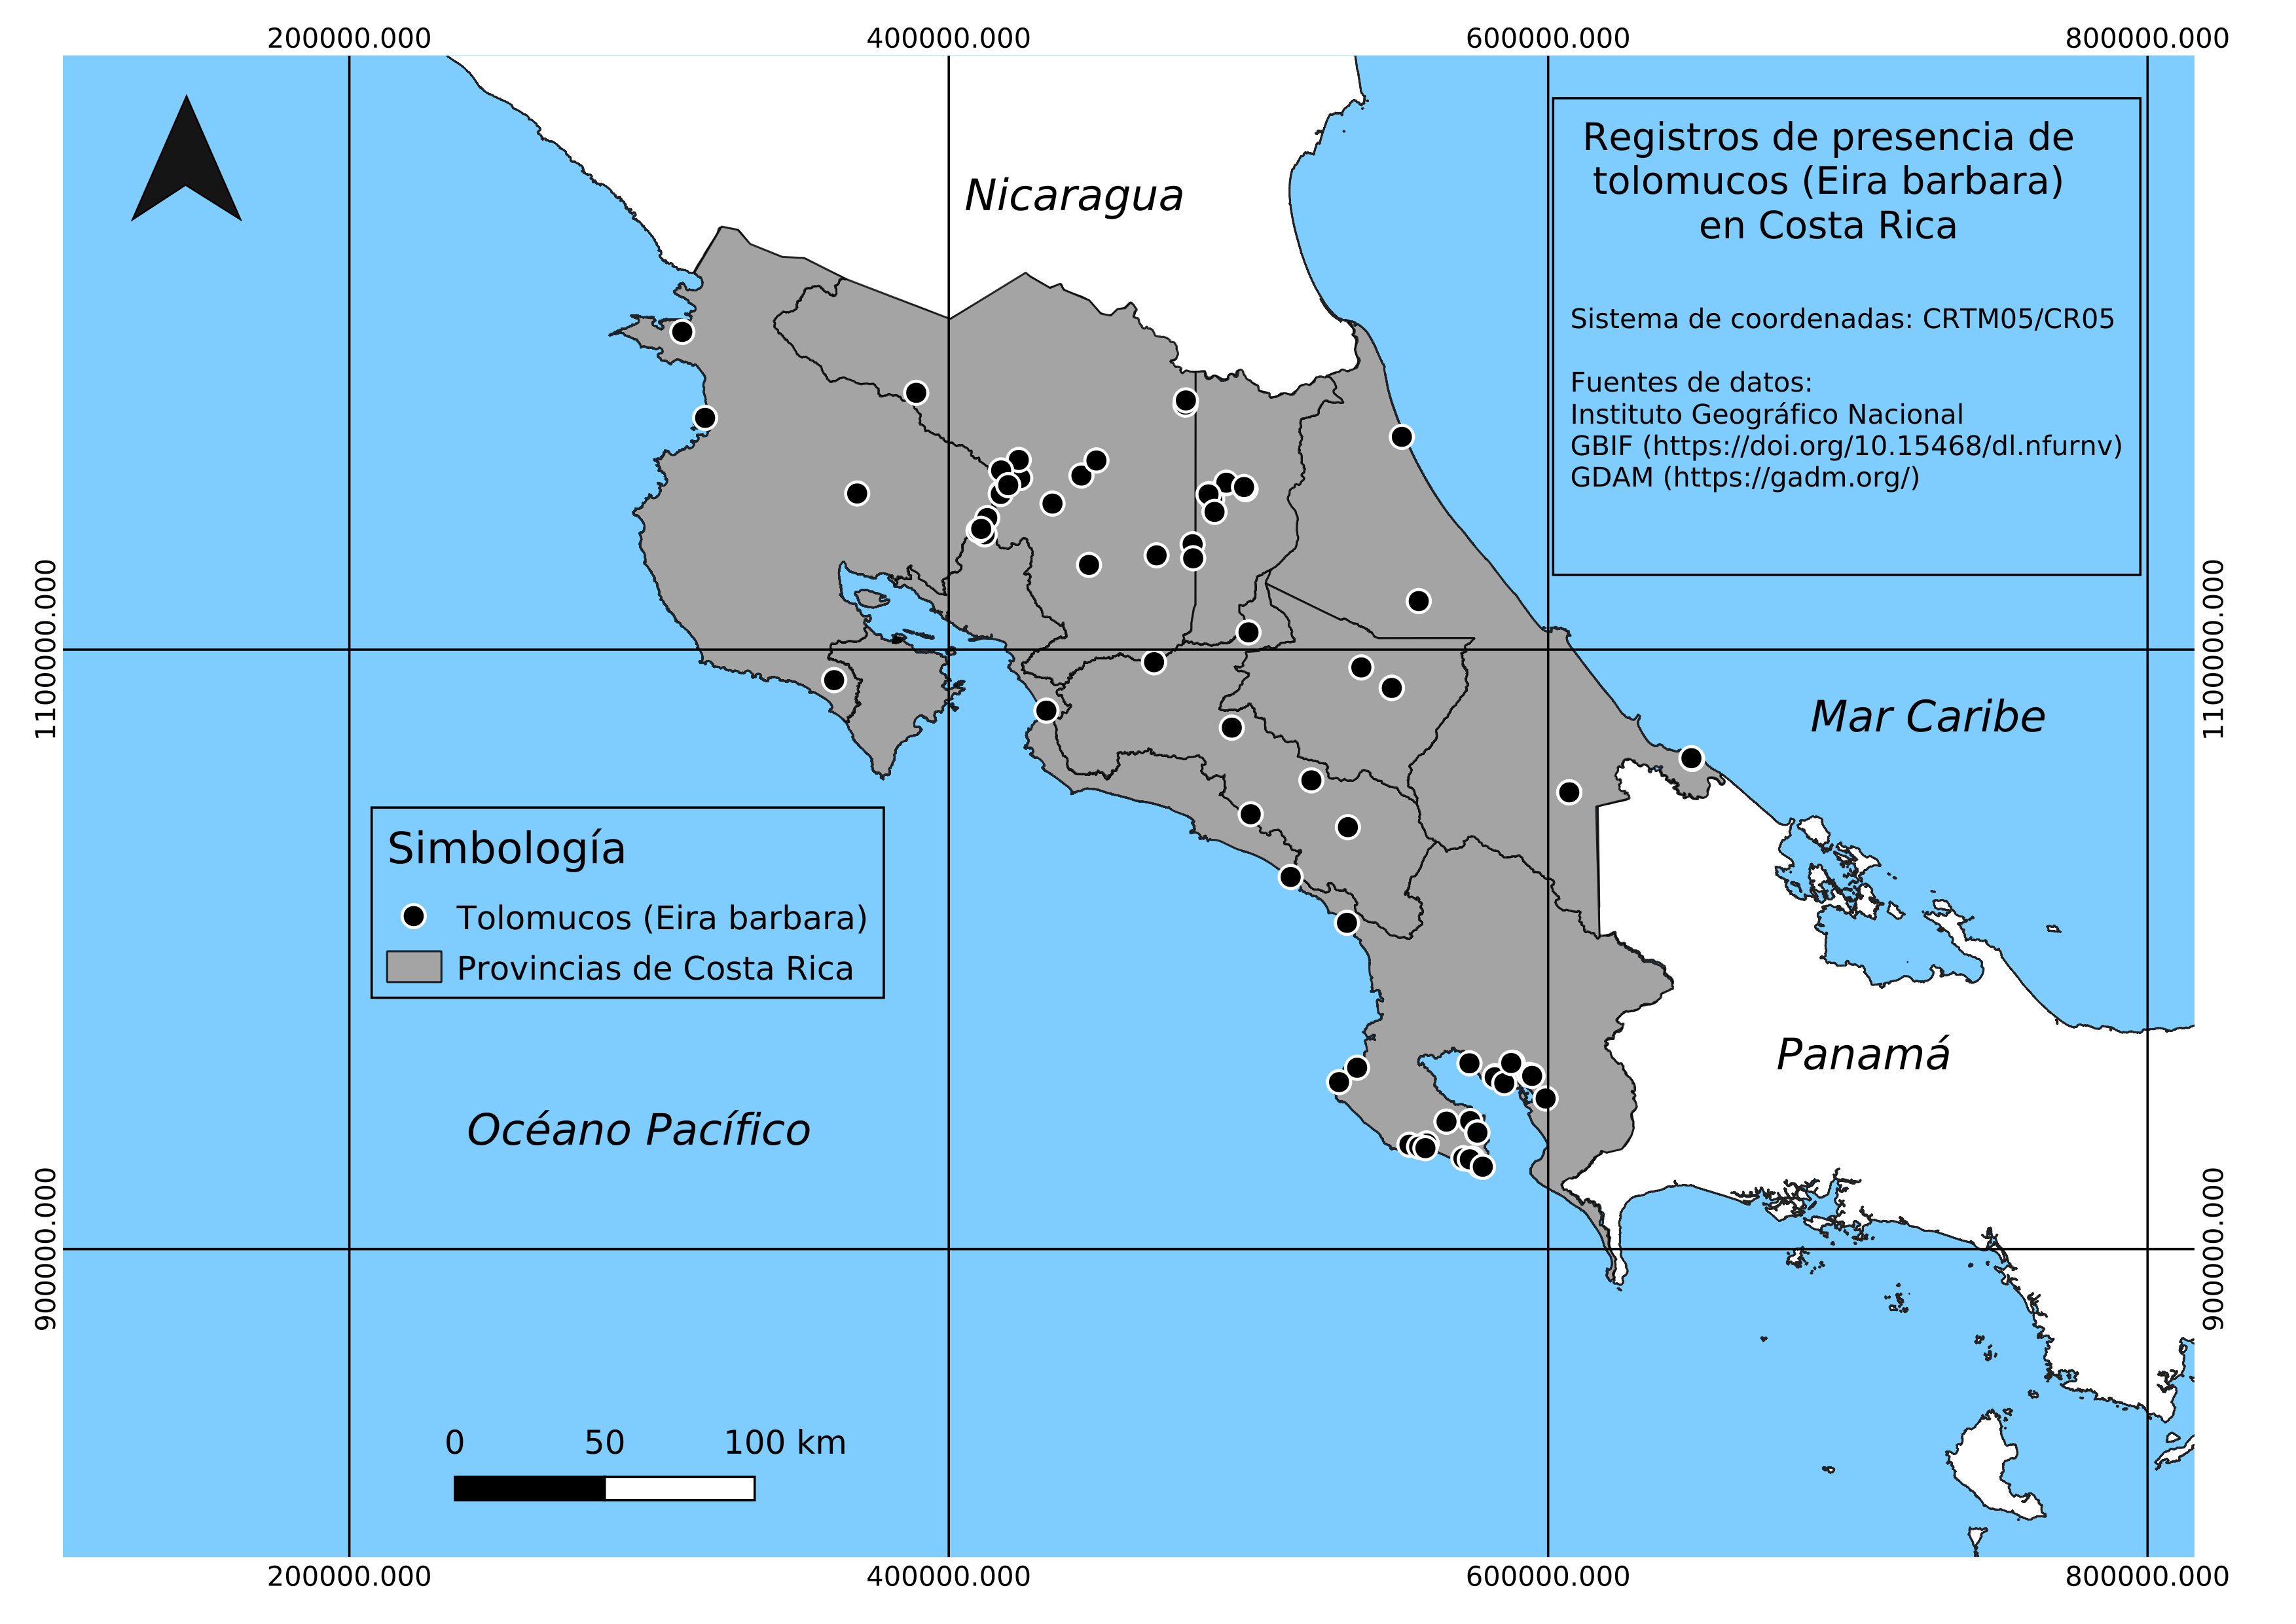 200000.000 400000.000 600000.000 800000.000
Nicaragua
Registros de presencia de
tolomucos (Eira barbara)
en Costa Rica
Sistema de coordenadas: CRTM05/CR05
Fuentes de datos:
Instituto Geográfico Nacional
GBIF (https://doi.org/10.15468/dl.nfurnv)
GDAM (https://gadm.org/)
1100000.000
1100000.000
Mar Caribe
Simbología
Tolomucos (Eira barbara)
Provincias de Costa Rica
Panamá
Océano Pacífico
900000.000
900000.000
0 50 100 km
200000.000 400000.000 600000.000 800000.000